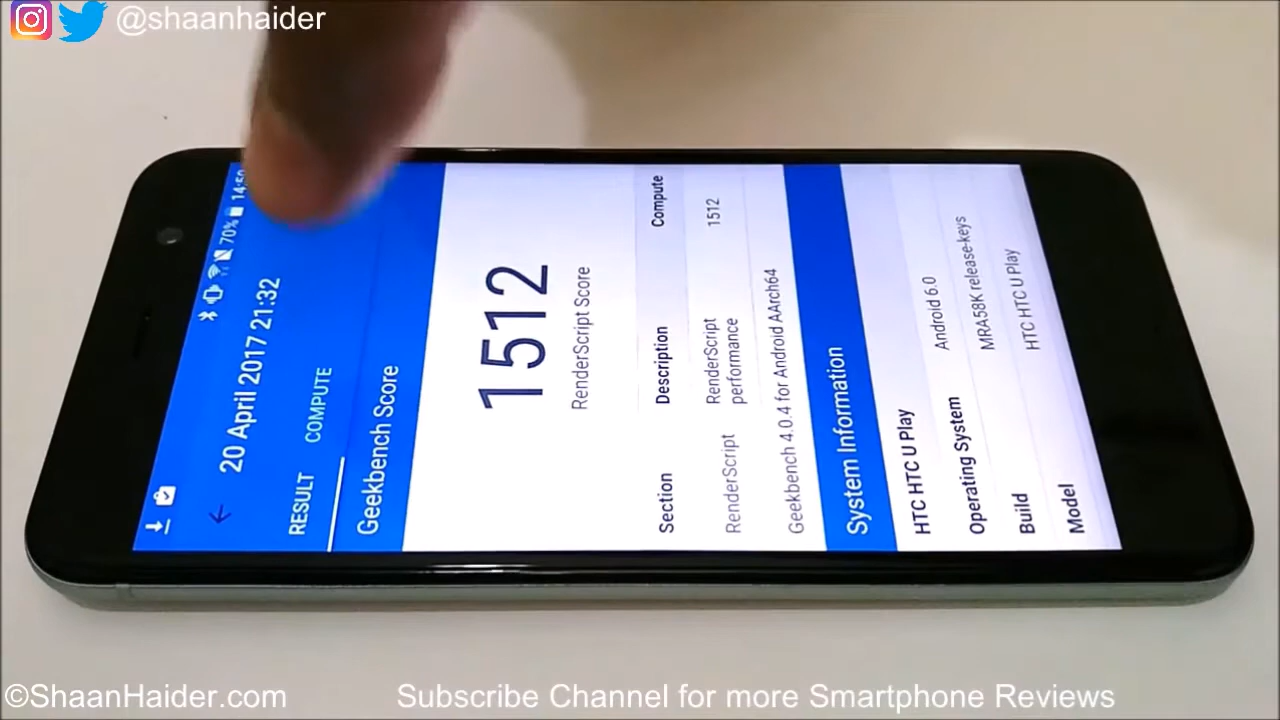 @shaanhaider
70%
20 April 2017 21:32
RESULT COMPUTE
Geekbench Score
1512
RenderScript Score
Section Description Compute
RenderScript RenderScript performance 1512
Geekbench 4.0.4 for Android AArch64
System Information
HTC HTC U Play
Operating System Android 6.0
Build MRA58K release-keys
Model HTC HTC U Play
©ShaanHaider.com
Subscribe Channel for more Smartphone Reviews